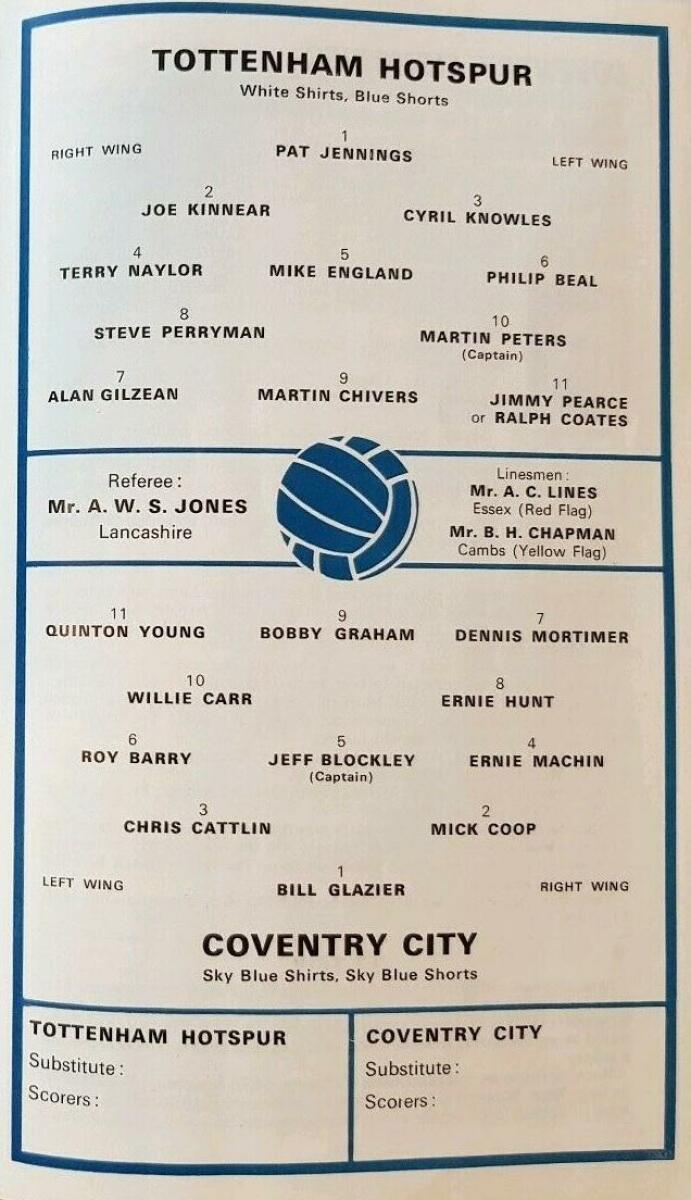 TOTTENHAM HOTSPUR
White Shirts, Blue Shorts
1
RIGHT WING PAT JENNINGS LEFT WING
2 3
JOE KINNEAR CYRIL KNOWLES
4 5 6
TERRY NAYLOR MIKE ENGLAND PHILIP BEAL
8 10
STEVE PERRYMAN MARTIN PETERS
(Captain)
7 9 11
ALAN GILZEAN MARTIN CHIVERS JIMMY PEARCE
or RALPH COATES
Referee:
Mr. A. W. S. JONES
Lancashire
Linesmen:
Mr. A. C. LINES
Essex (Red Flag)
Mr. B. H. CHAPMAN
Cambs (Yellow Flag)
11 9 7
QUINTON YOUNG BOBBY GRAHAM DENNIS MORTIMER
10 8
WILLIE CARR ERNIE HUNT
6 5 4
ROY BARRY JEFF BLOCKLEY ERNIE MACHIN
(Captain)
3 2
CHRIS CATTLIN MICK COOP
1
LEFT WING BILL GLAZIER RIGHT WING
COVENTRY CITY
Sky Blue Shirts, Sky Blue Shorts
TOTTENHAM HOTSPUR
Substitute:
Scorers:
COVENTRY CITY
Substitute:
Scorers: